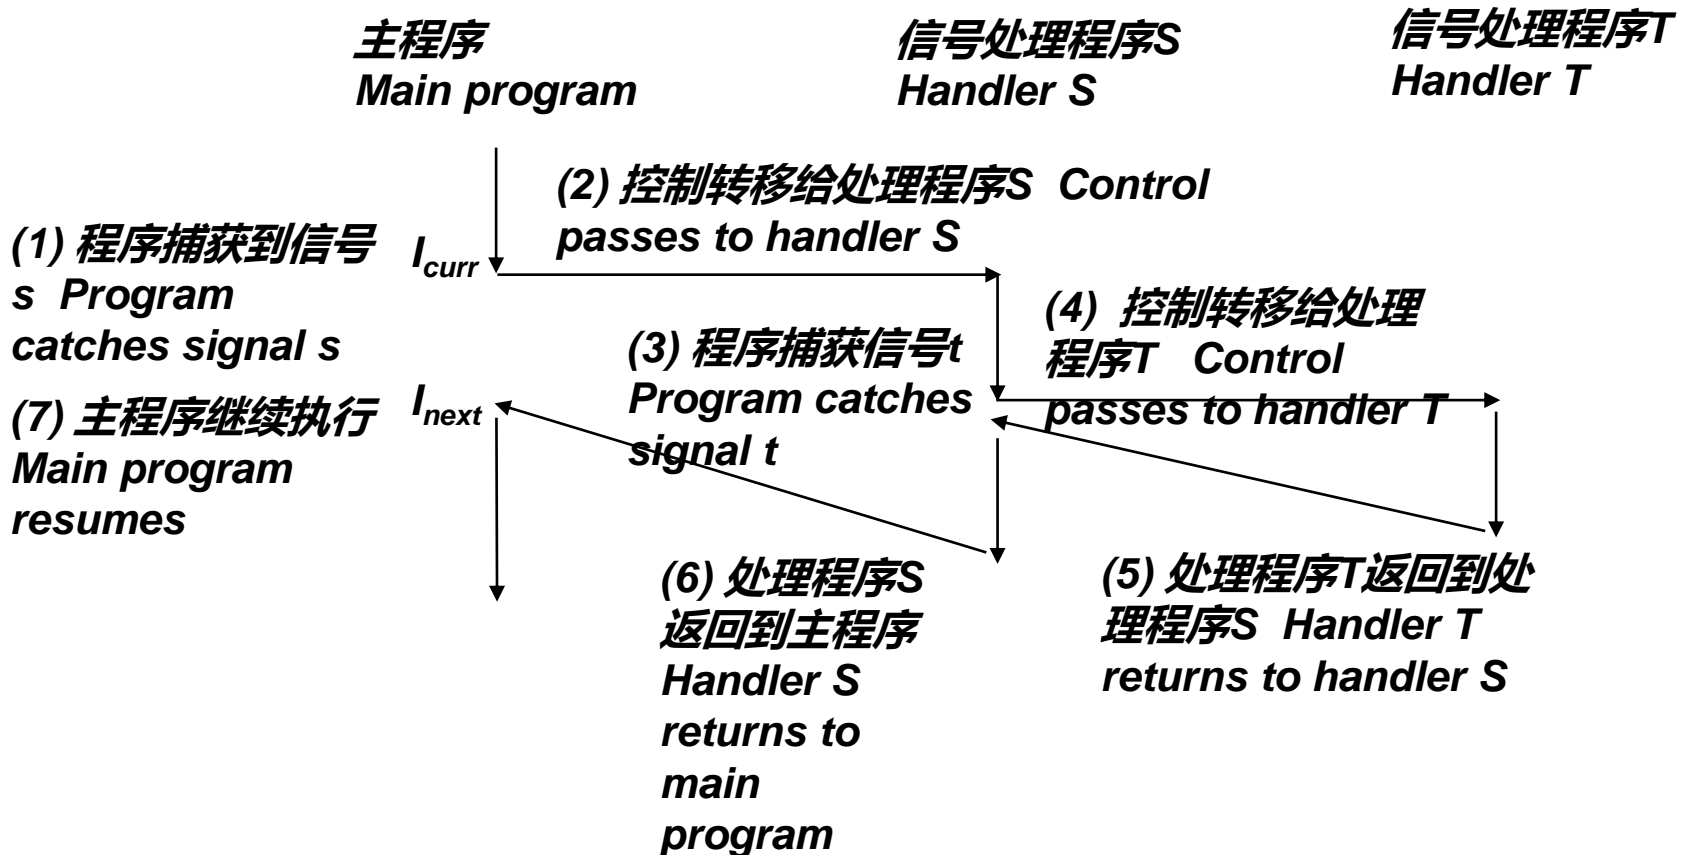 主程序
Main program
信号处理程序S
Handler S
信号处理程序T
Handler T
(2) 控制转移给处理程序S Control
passes to handler S
(1) 程序捕获到信号
s Program
catches signal s
Icurr
(4) 控制转移给处理
程序T Control
passes to handler T
(3) 程序捕获信号t
Program catches
signal t
(7) 主程序继续执行
Main program
resumes
Inext
(6) 处理程序S
返回到主程序
Handler S
returns to
main
program
(5) 处理程序T返回到处
理程序S Handler T
returns to handler S